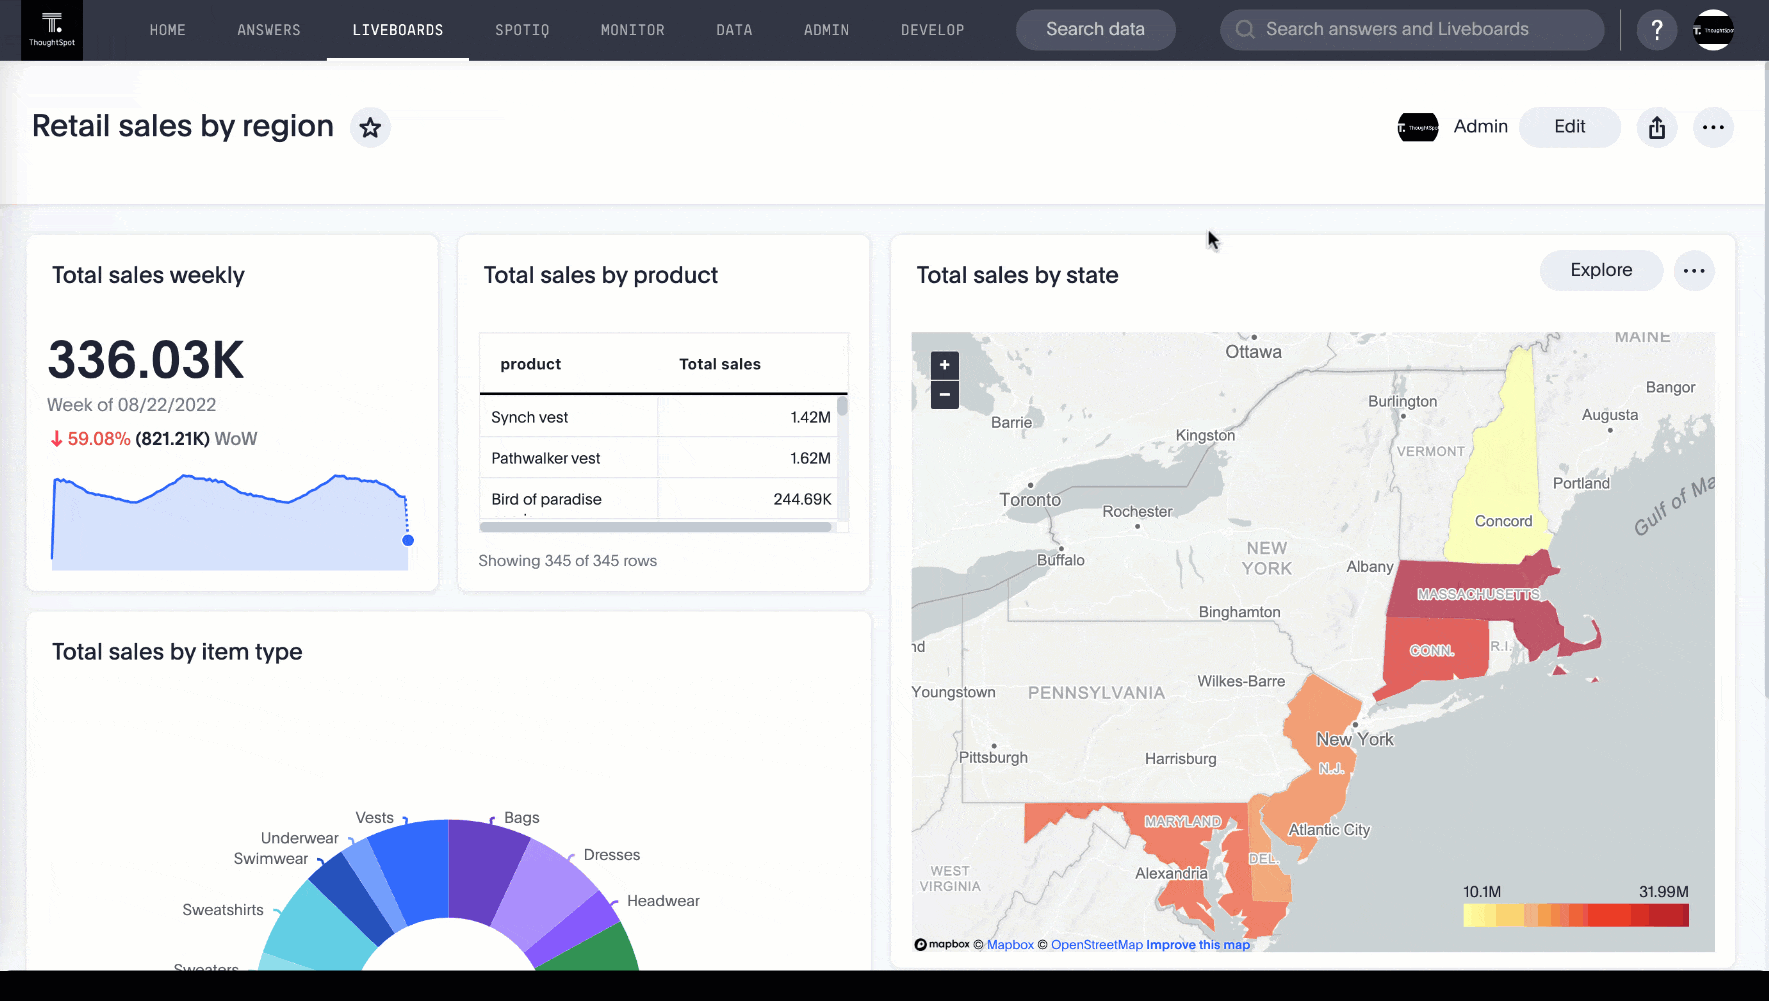 T.
ThoughtSpot
HOME
ANSWERS
LIVEBOARDS
SPOTIQ
MONITOR
DATA
ADMIN
DEVELOP
Search data
Search answers and Liveboards
?
T. ThoughtSpot
Retail sales by region
T. ThoughtSpot
Admin
Edit
Total sales weekly
336.03K
Week of 08/22/2022
59.08% (821.21K) WoW
Total sales by product
product Total sales
Synch vest 1.42M
Pathwalker vest 1.62M
Bird of paradise 244.69K
Showing 345 of 345 rows
Total sales by state
Explore
+
−
MAINE
Ottawa
Bangor
Burlington
Augusta
Barrie
Kingston
VERMONT
Portland
Toronto
Rochester
Concord
Gulf of Ma
NEW
YORK
Buffalo
Albany
MASSACHUSETTS
Binghamton
nd
CONN.
R.I.
Wilkes-Barre
Youngstown
PENNSYLVANIA
New York
Pittsburgh
Harrisburg
N.J.
MARYLAND
Atlantic City
DEL.
Alexandria
WEST
VIRGINIA
10.1M 31.99M
mapbox © Mapbox © OpenStreetMap Improve this map
Total sales by item type
Vests
Bags
Underwear
Swimwear
Dresses
Headwear
Sweatshirts
Sweaters